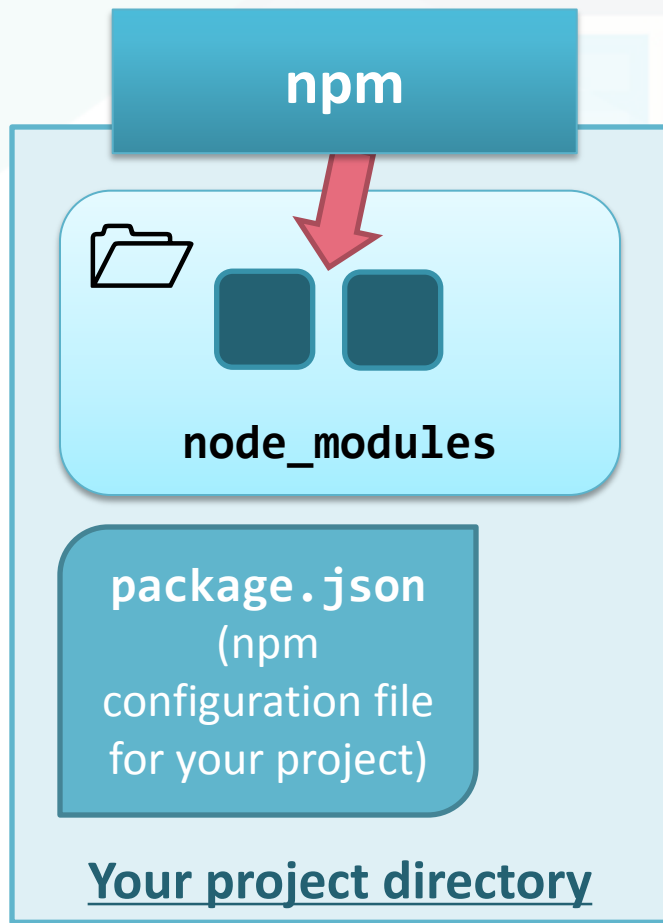 npm
node_modules
package.json
(npm
configuration file
for your project)
Your project directory